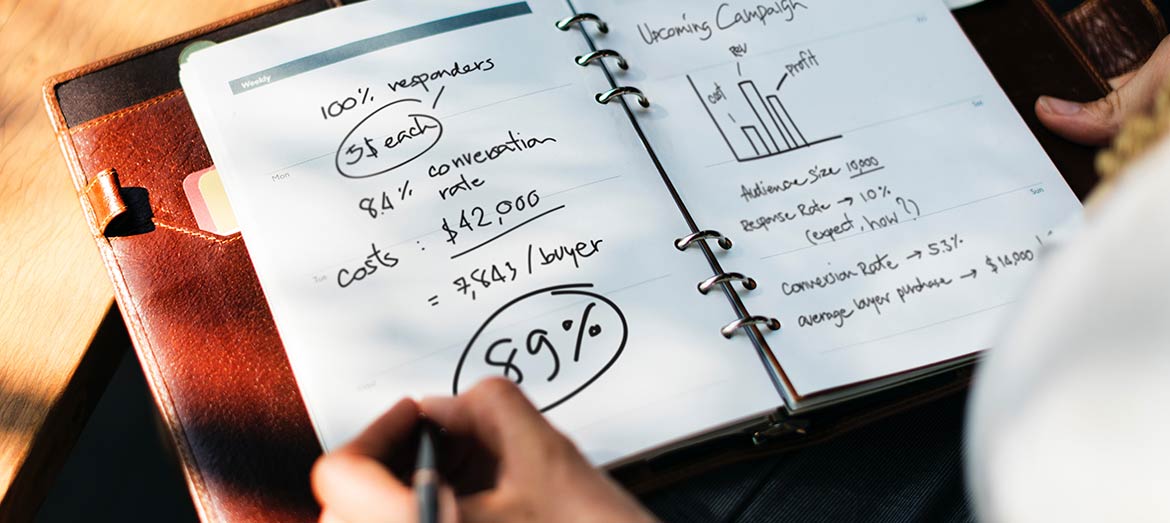 Weekly
100% responders
5$ each
8.4% conversation
rate
costs : $42,000
= 7,843 /buyer
89%
Mon
Tue
Upcoming Campaign
cost
Rev
profit
Audience Size 10,000
Response Rate → 10%
(expect, how?)
Conversion Rate → 5.3%
average buyer purchase → $14,000
Fri
Sat
Sun